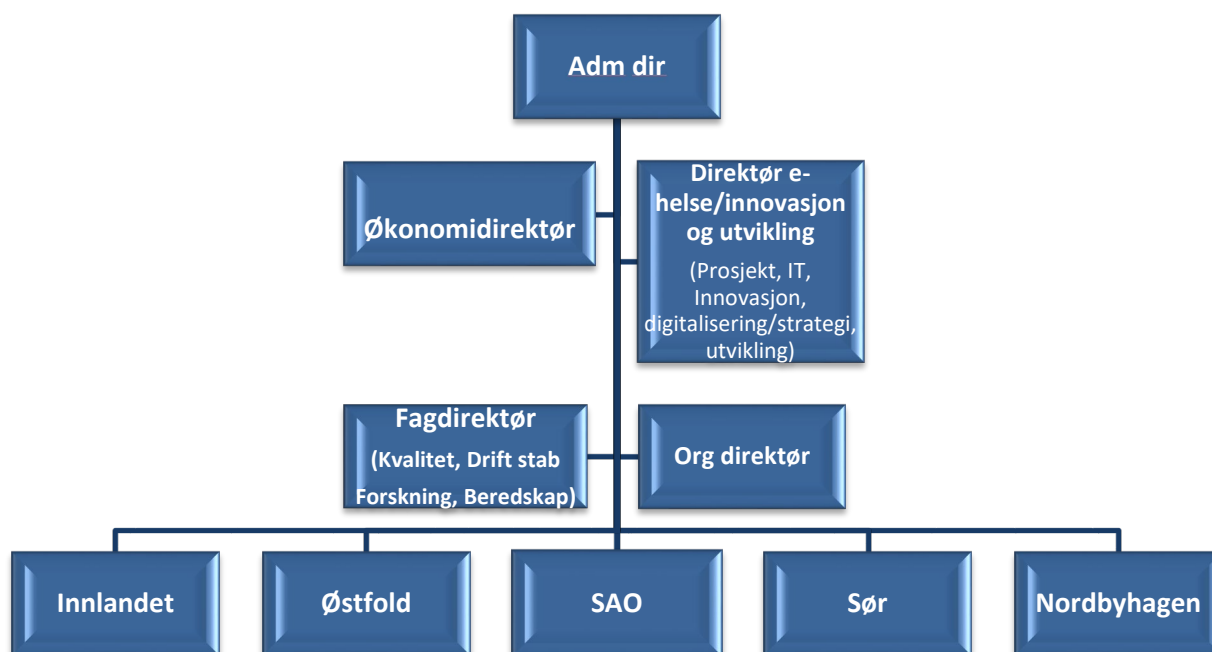 Adm dir
Økonomidirektør
Direktør e-
helse/innovasjon
og utvikling
(Prosjekt, IT,
Innovasjon,
digitalisering/strategi,
utvikling)
Fagdirektør
(Kvalitet, Drift stab
Forskning, Beredskap)
Org direktør
Innlandet
Østfold
SAO
Sør
Nordbyhagen